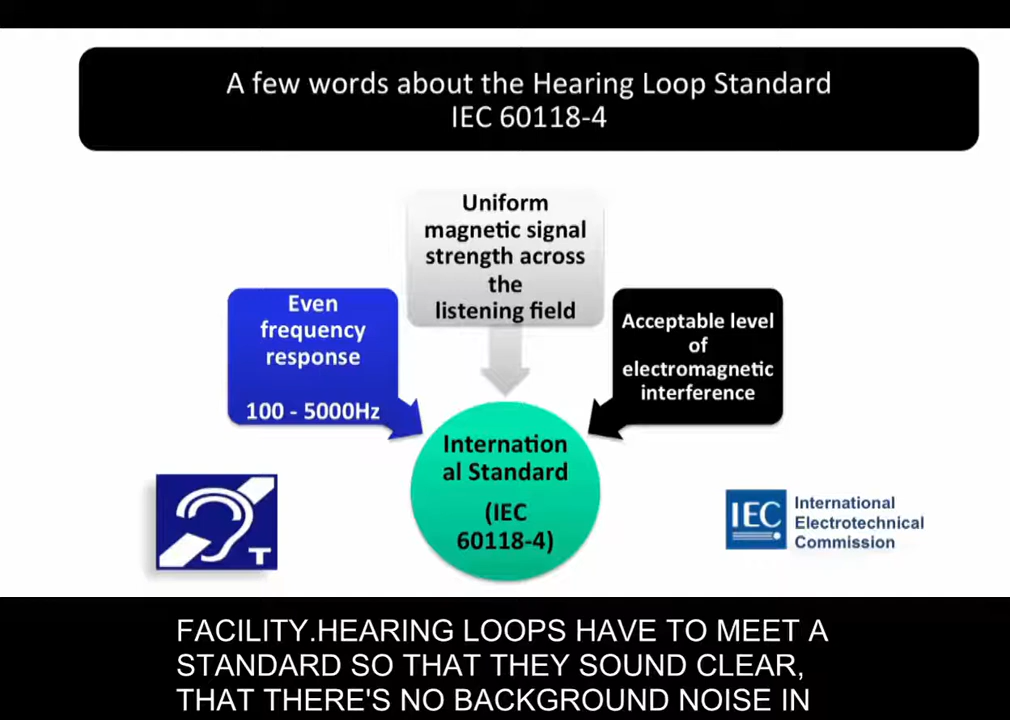 A few words about the Hearing Loop Standard
IEC 60118-4
Uniform
magnetic signal
strength across
the
listening field
Even
frequency
response
100 - 5000Hz
Acceptable level
of
electromagnetic
interference
Internation
al Standard
(IEC
60118-4)
T
IEC
International
Electrotechnical
Commission
FACILITY.HEARING LOOPS HAVE TO MEET A
STANDARD SO THAT THEY SOUND CLEAR,
THAT THERE'S NO BACKGROUND NOISE IN